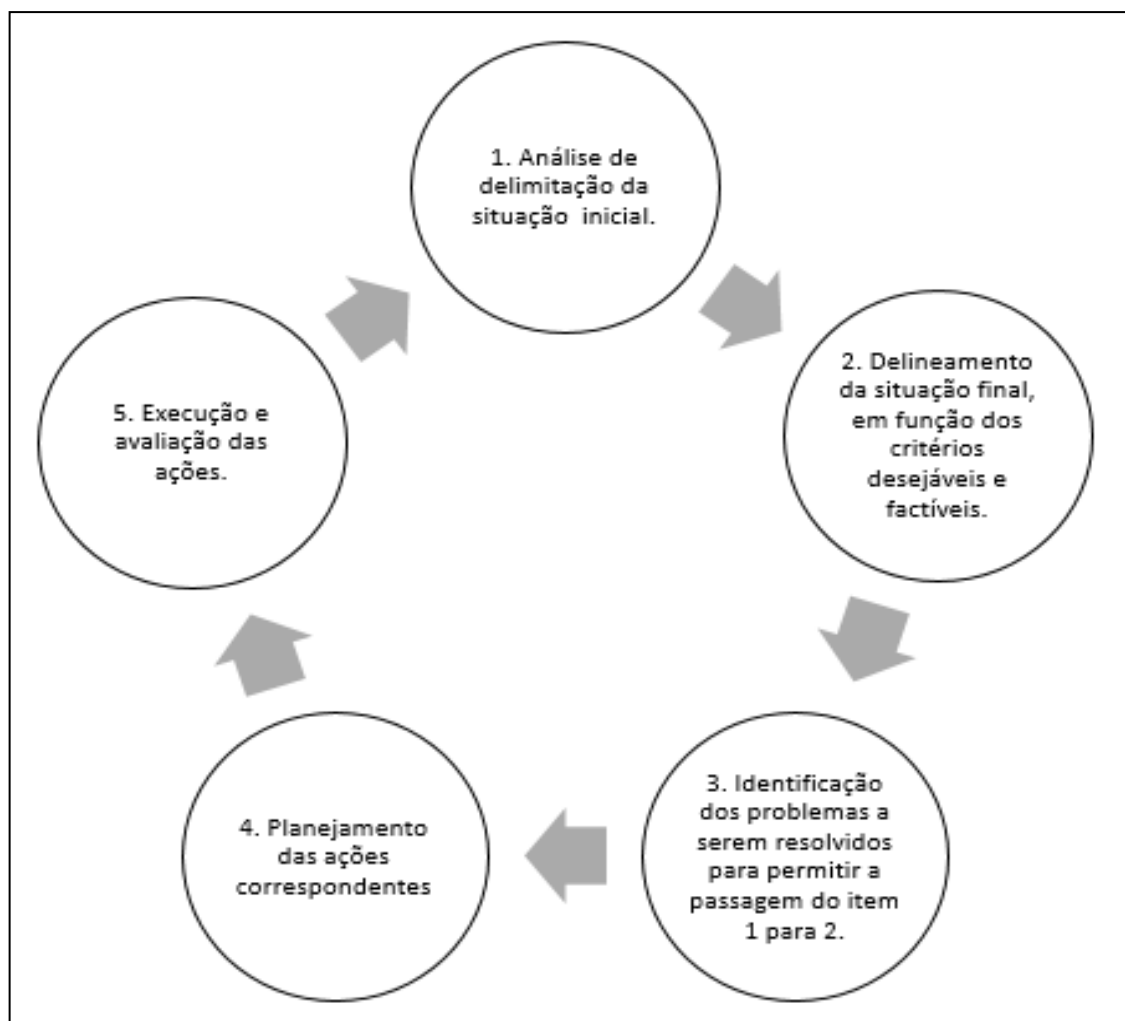 1. Análise de
delimitação da
situação inicial.
2. Delineamento
da situação final,
em função dos
critérios
desejáveis e
factíveis.
3. Identificação
dos problemas a
serem resolvidos
para permitir a
passagem do item
1 para 2.
4. Planejamento
das ações
correspondentes
5. Execução e
avaliação das
ações.